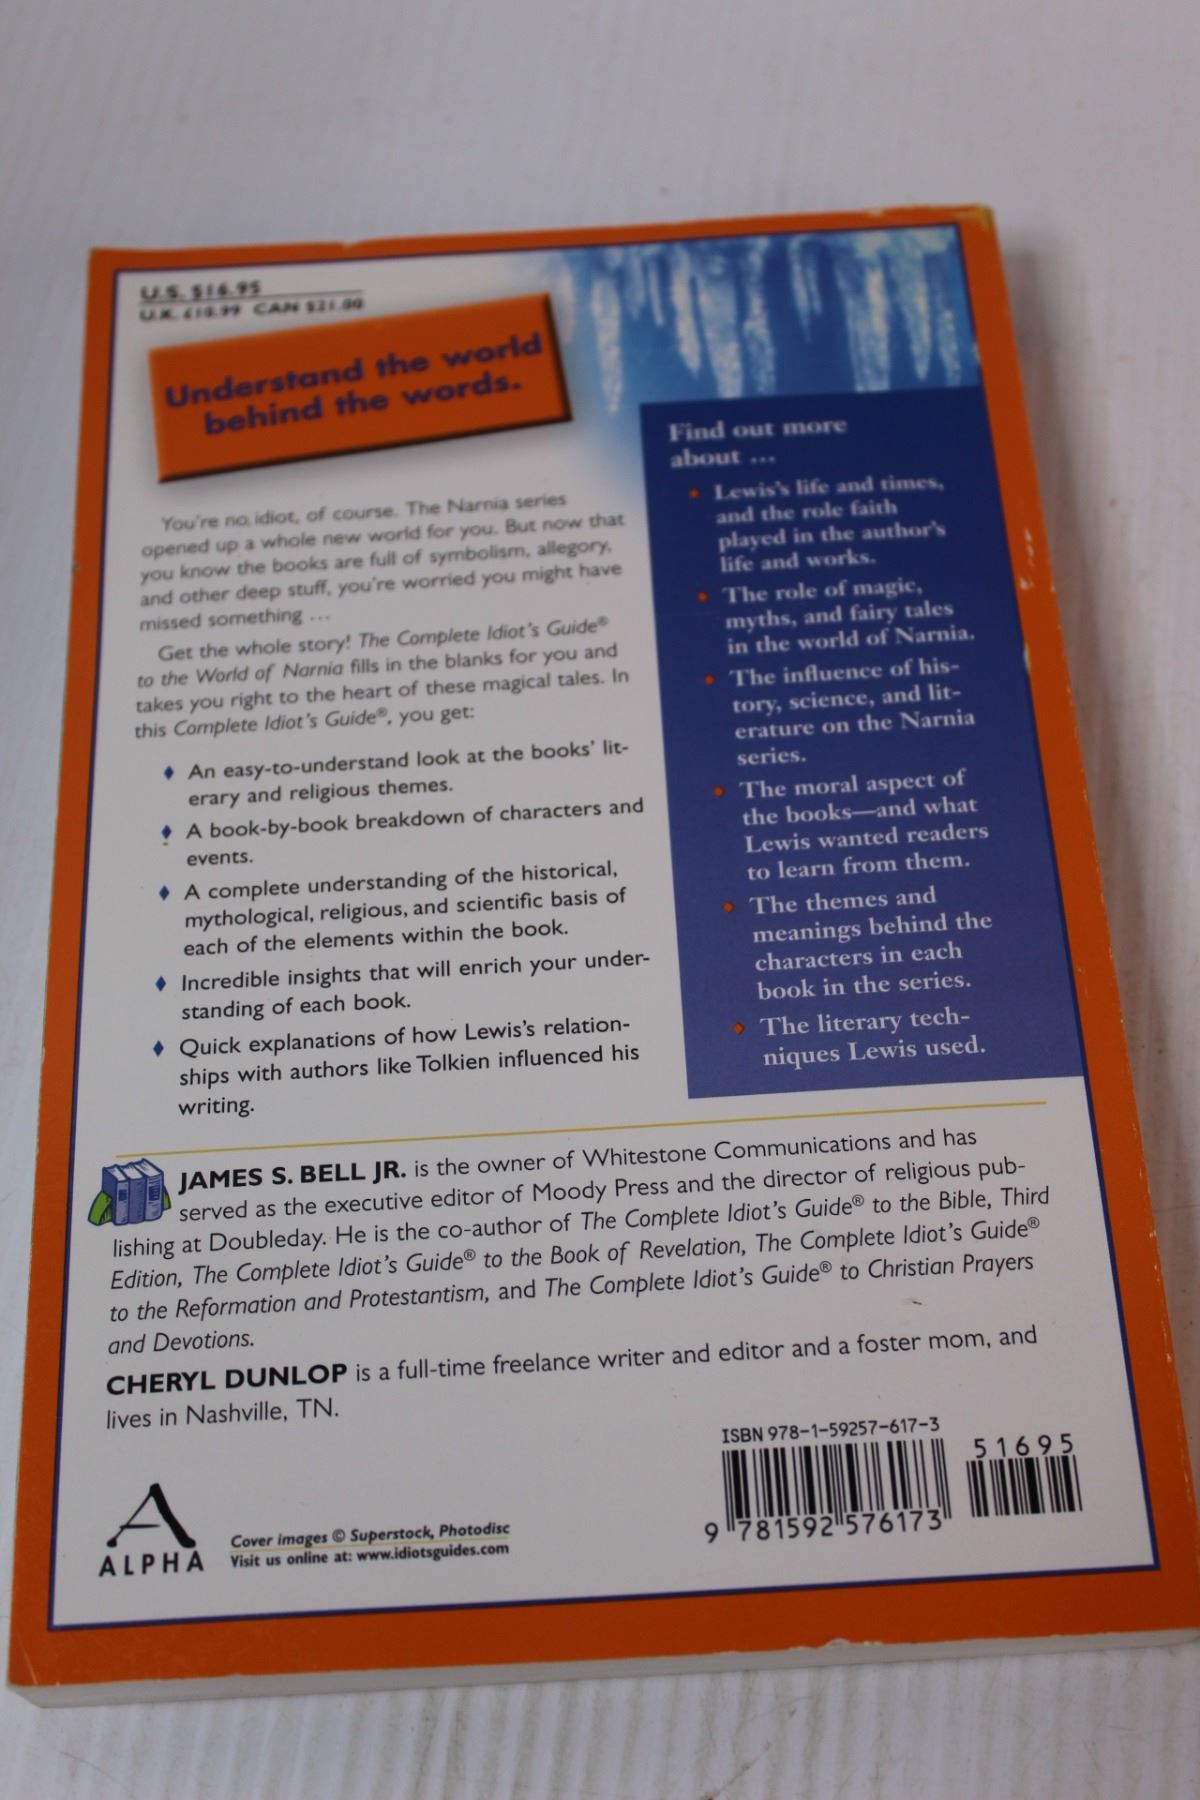 U.S. $16.95
U.K. £10.99 CAN $21.00
Understand the world
behind the words.
You're no idiot, of course. The Narnia series
opened up a whole new world for you. But now that
you know the books are full of symbolism, allegory,
and other deep stuff, you're worried you might have
missed something ...
Get the whole story! The Complete Idiot's Guide®
to the World of Narnia fills in the blanks for you and
takes you right to the heart of these magical tales. In
this Complete Idiot's Guide®, you get:
♦ An easy-to-understand look at the books' lit-
erary and religious themes.
♦ A book-by-book breakdown of characters and
events.
♦ A complete understanding of the historical,
mythological, religious, and scientific basis of
each of the elements within the book.
♦ Incredible insights that will enrich your under-
standing of each book.
♦ Quick explanations of how Lewis's relation-
ships with authors like Tolkien influenced his
writing.
Find out more
about ...
• Lewis's life and times,
and the role faith
played in the author's
life and works.
• The role of magic,
myths, and fairy tales
in the world of Narnia.
• The influence of his-
tory, science, and lit-
erature on the Narnia
series.
• The moral aspect of
the books—and what
Lewis wanted readers
to learn from them.
• The themes and
meanings behind the
characters in each
book in the series.
• The literary tech-
niques Lewis used.
JAMES S. BELL JR. is the owner of Whitestone Communications and has
served as the executive editor of Moody Press and the director of religious pub-
lishing at Doubleday. He is the co-author of The Complete Idiot's Guide® to the Bible, Third
Edition, The Complete Idiot's Guide® to the Book of Revelation, The Complete Idiot's Guide®
to the Reformation and Protestantism, and The Complete Idiot's Guide® to Christian Prayers
and Devotions.
CHERYL DUNLOP is a full-time freelance writer and editor and a foster mom, and
lives in Nashville, TN.
ISBN 978-1-59257-617-3
51695
9 781592 576173
ALPHA
Cover images © Superstock, Photodisc
Visit us online at: www.idiotsguides.com